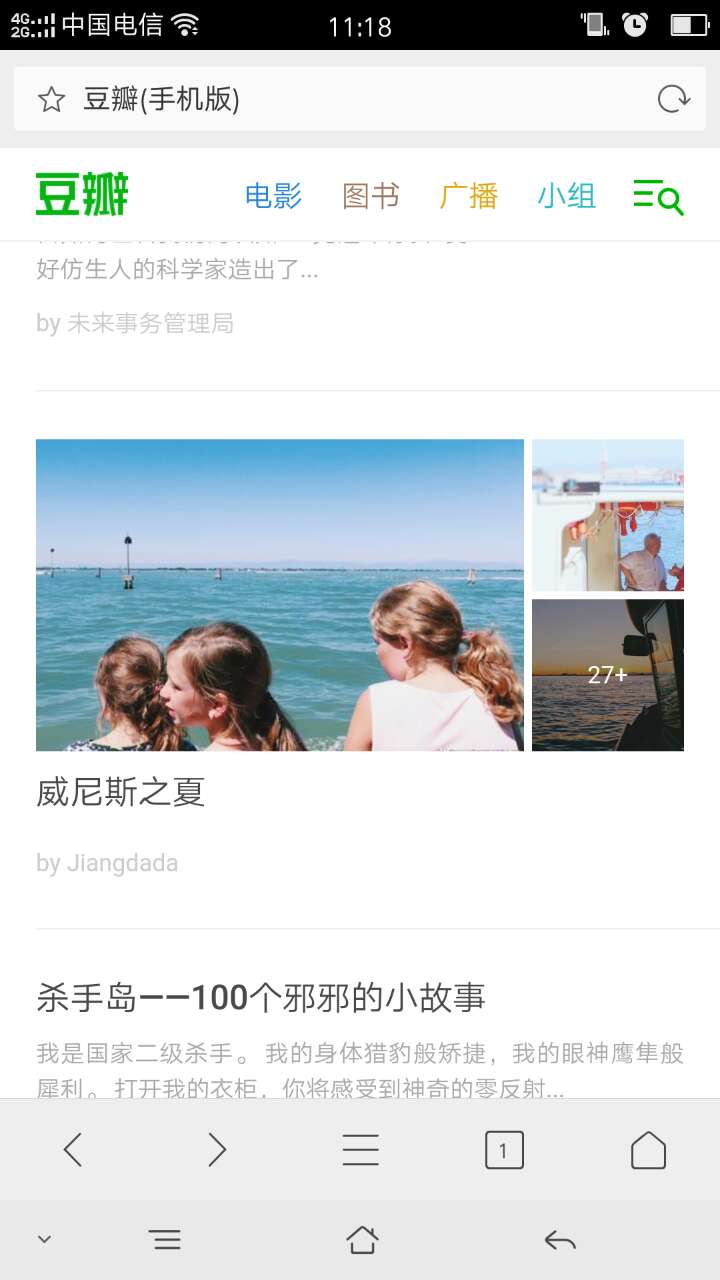 4G
2G
中国电信
11:18
豆瓣(手机版)
豆瓣
电影
图书
广播
小组
好仿生人的科学家造出了...
by 未来事务管理局
27+
威尼斯之夏
by Jiangdada
杀手岛——100个邪邪的小故事
我是国家二级杀手。我的身体猎豹般矫捷，我的眼神鹰隼般
犀利。打开我的衣柜，你将感受到神奇的零反射...
1